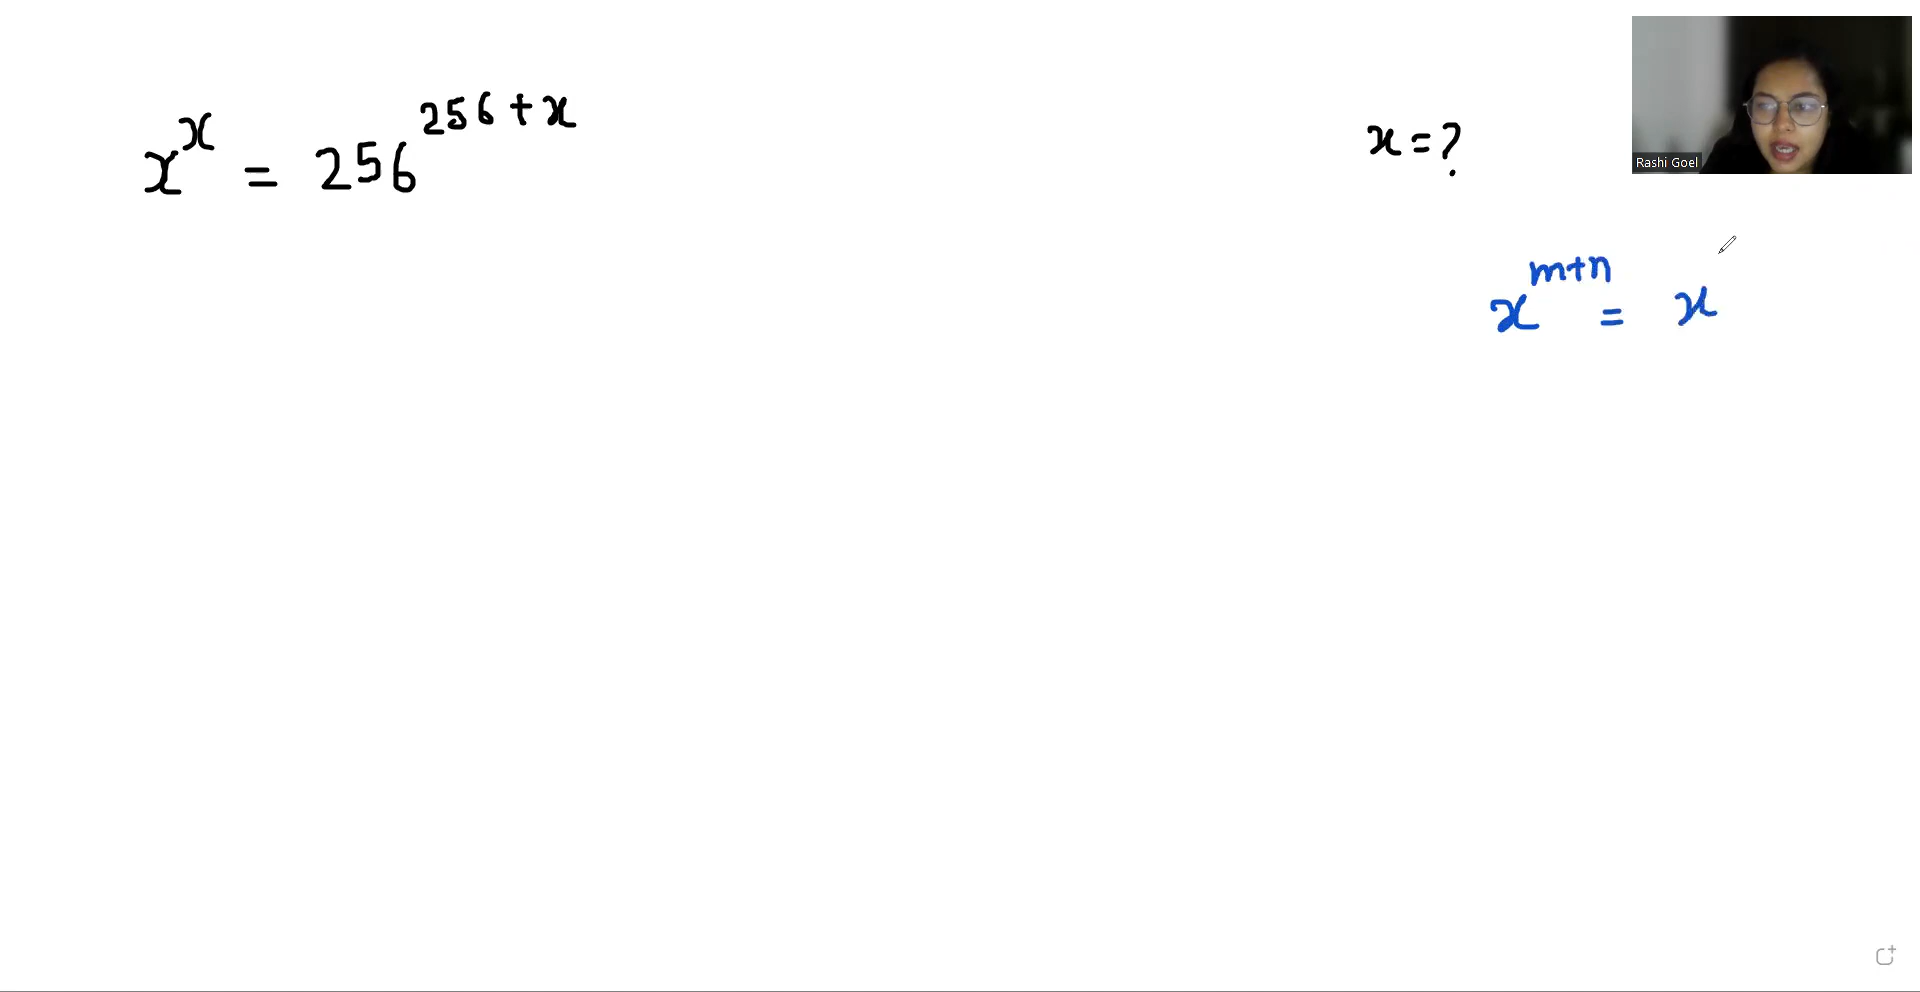 x^x = 256^{256+x}
x=?
Rashi Goel
x^{m+n} = x